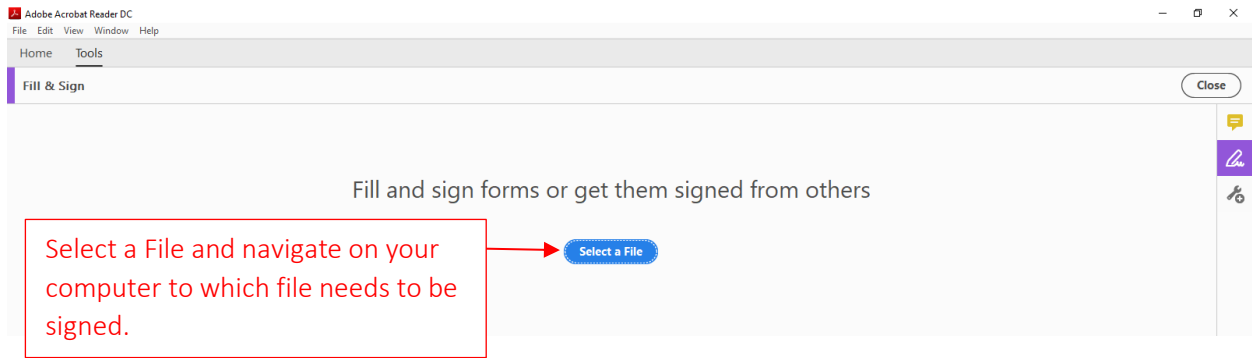 Adobe Acrobat Reader DC
File Edit View Window Help
Home Tools
Fill & Sign
Close
Fill and sign forms or get them signed from others
Select a File and navigate on your
computer to which file needs to be
signed.
Select a File